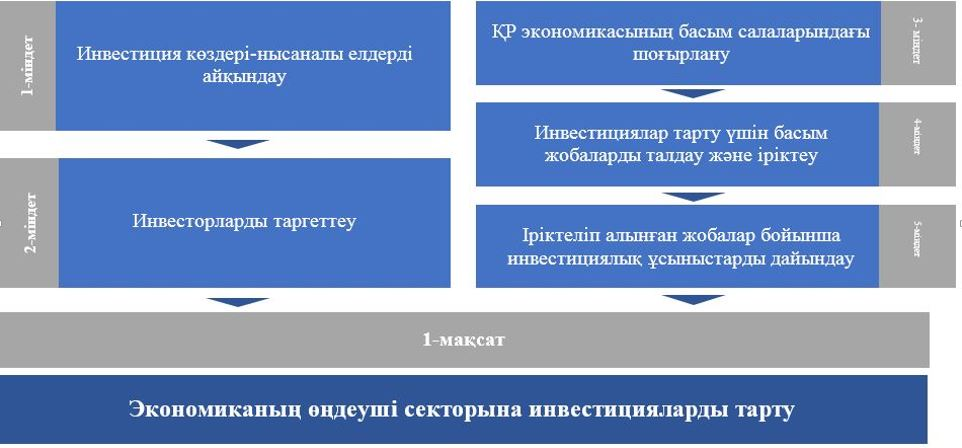 1-міндет
Инвестиция көздері-нысаналы елдерді
айқындау
2-міндет
Инвесторларды таргеттеу
ҚР экономикасының басым салаларындағы
шоғырлану
3- міндет
Инвестициялар тарту үшін басым
жобаларды талдау және іріктеу
4-міндет
Іріктеліп алынған жобалар бойынша
инвестициялық ұсыныстарды дайындау
5-міндет
1-мақсат
Экономиканың өңдеуші секторына инвестицияларды тарту